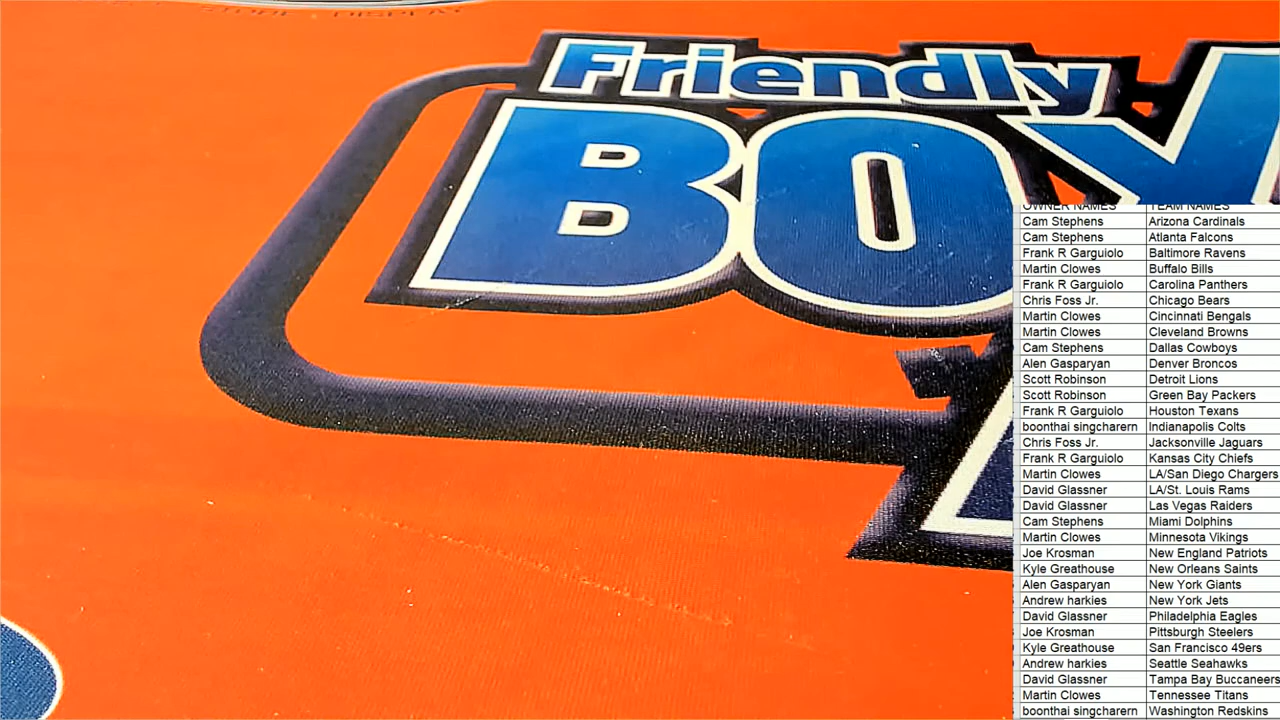 STORE DISPLAY
Friendly
BO
OWNER NAMES TEAM NAMES
Cam Stephens Arizona Cardinals
Cam Stephens Atlanta Falcons
Frank R Garguiolo Baltimore Ravens
Martin Clowes Buffalo Bills
Frank R Garguiolo Carolina Panthers
Chris Foss Jr. Chicago Bears
Martin Clowes Cincinnati Bengals
Martin Clowes Cleveland Browns
Cam Stephens Dallas Cowboys
Alen Gasparyan Denver Broncos
Scott Robinson Detroit Lions
Scott Robinson Green Bay Packers
Frank R Garguiolo Houston Texans
boonthai singcharern Indianapolis Colts
Chris Foss Jr. Jacksonville Jaguars
Frank R Garguiolo Kansas City Chiefs
Martin Clowes LA/San Diego Chargers
David Glassner LA/St. Louis Rams
David Glassner Las Vegas Raiders
Cam Stephens Miami Dolphins
Martin Clowes Minnesota Vikings
Joe Krosman New England Patriots
Kyle Greathouse New Orleans Saints
Alen Gasparyan New York Giants
Andrew harkies New York Jets
David Glassner Philadelphia Eagles
Joe Krosman Pittsburgh Steelers
Kyle Greathouse San Francisco 49ers
Andrew harkies Seattle Seahawks
David Glassner Tampa Bay Buccaneers
Martin Clowes Tennessee Titans
boonthai singcharern Washington Redskins